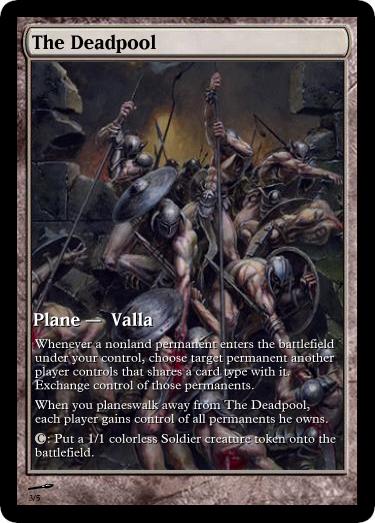 The Deadpool
Plane — Valla
Whenever a nonland permanent enters the battlefield
under your control, choose target permanent another
player controls that shares a card type with it.
Exchange control of those permanents.
When you planeswalk away from The Deadpool,
each player gains control of all permanents he owns.
: Put a 1/1 colorless Soldier creature token onto the
battlefield.
3/5